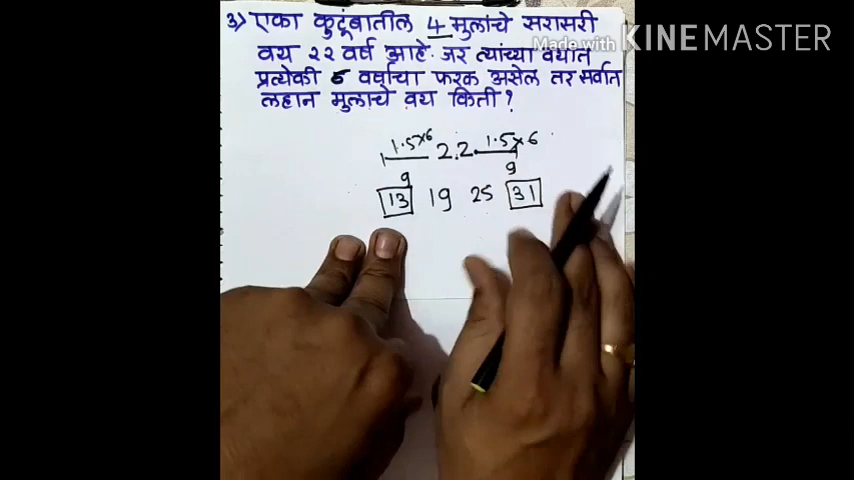 3) एका कुटूंबातील 4 मुलांचे सरासरी
वय २२ वर्ष आहे. जर त्यांच्या वयात
प्रत्येकी 6 वर्षाचा फरक असेल तर सर्वात
लहान मुलाचे वय किती?
1.5×6 22 1.5×6
9 9
13 19 25 31
Made with KINEMASTER